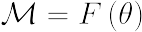 ℳ = F (θ)